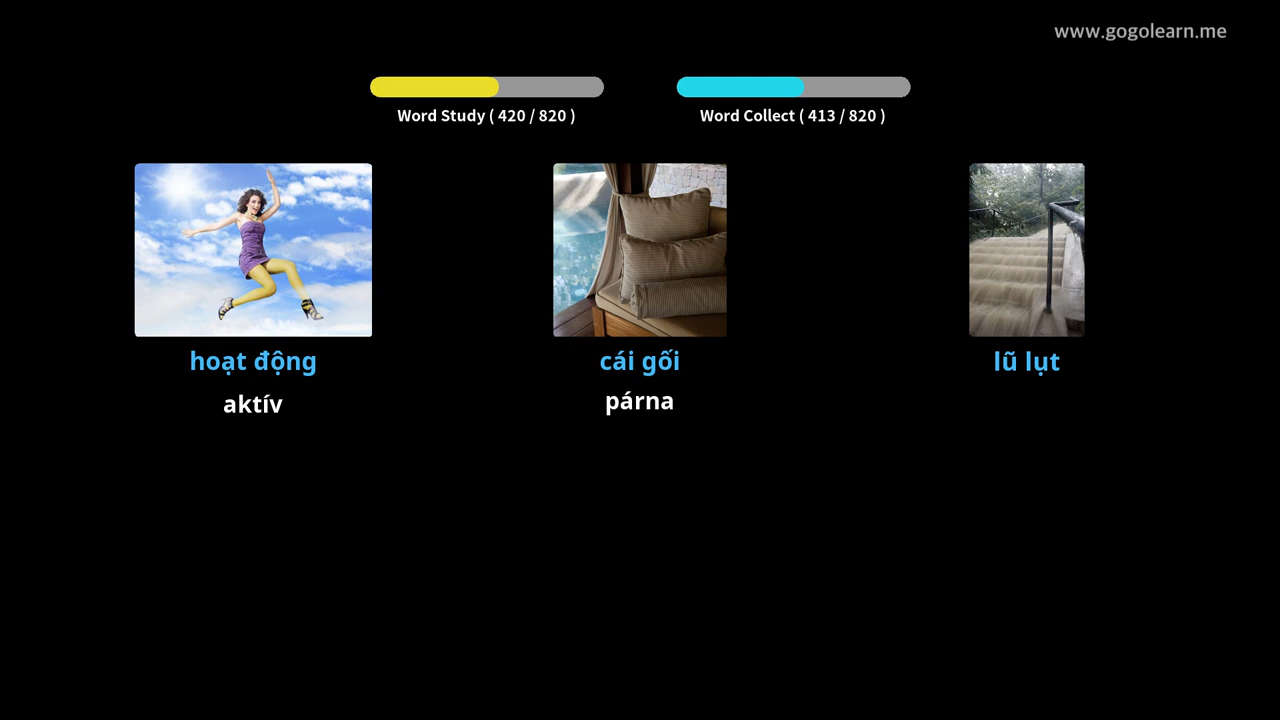 www.gogolearn.me
Word Study ( 420 / 820 )
Word Collect ( 413 / 820 )
hoạt động
aktív
cái gối
párna
lũ lụt